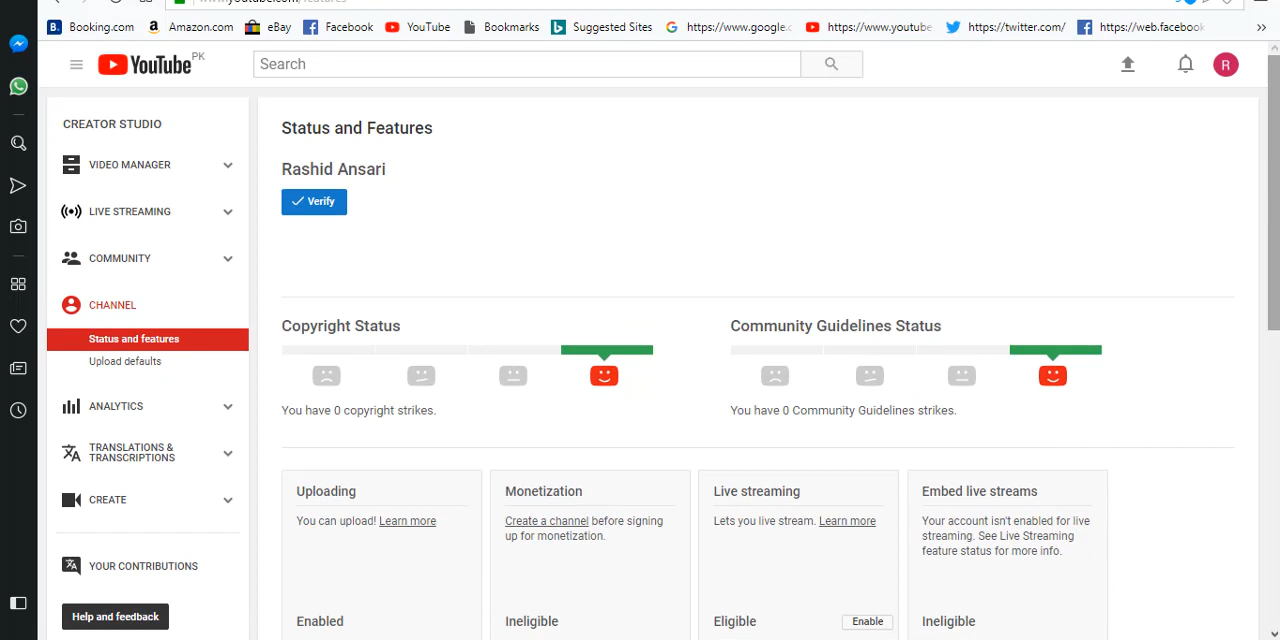 Booking.com
Amazon.com
eBay
Facebook
YouTube
Bookmarks
Suggested Sites
https://www.google.
https://www.youtube
https://twitter.com/
https://web.facebook
YouTube PK
Search
R
CREATOR STUDIO
VIDEO MANAGER
LIVE STREAMING
COMMUNITY
CHANNEL
Status and features
Upload defaults
ANALYTICS
TRANSLATIONS &
TRANSCRIPTIONS
CREATE
YOUR CONTRIBUTIONS
Help and feedback
Status and Features
Rashid Ansari
Verify
Copyright Status
You have 0 copyright strikes.
Community Guidelines Status
You have 0 Community Guidelines strikes.
Uploading
You can upload! Learn more
Enabled
Monetization
Create a channel before signing
up for monetization.
Ineligible
Live streaming
Lets you live stream. Learn more
Eligible
Enable
Embed live streams
Your account isn't enabled for live
streaming. See Live Streaming
feature status for more info.
Ineligible